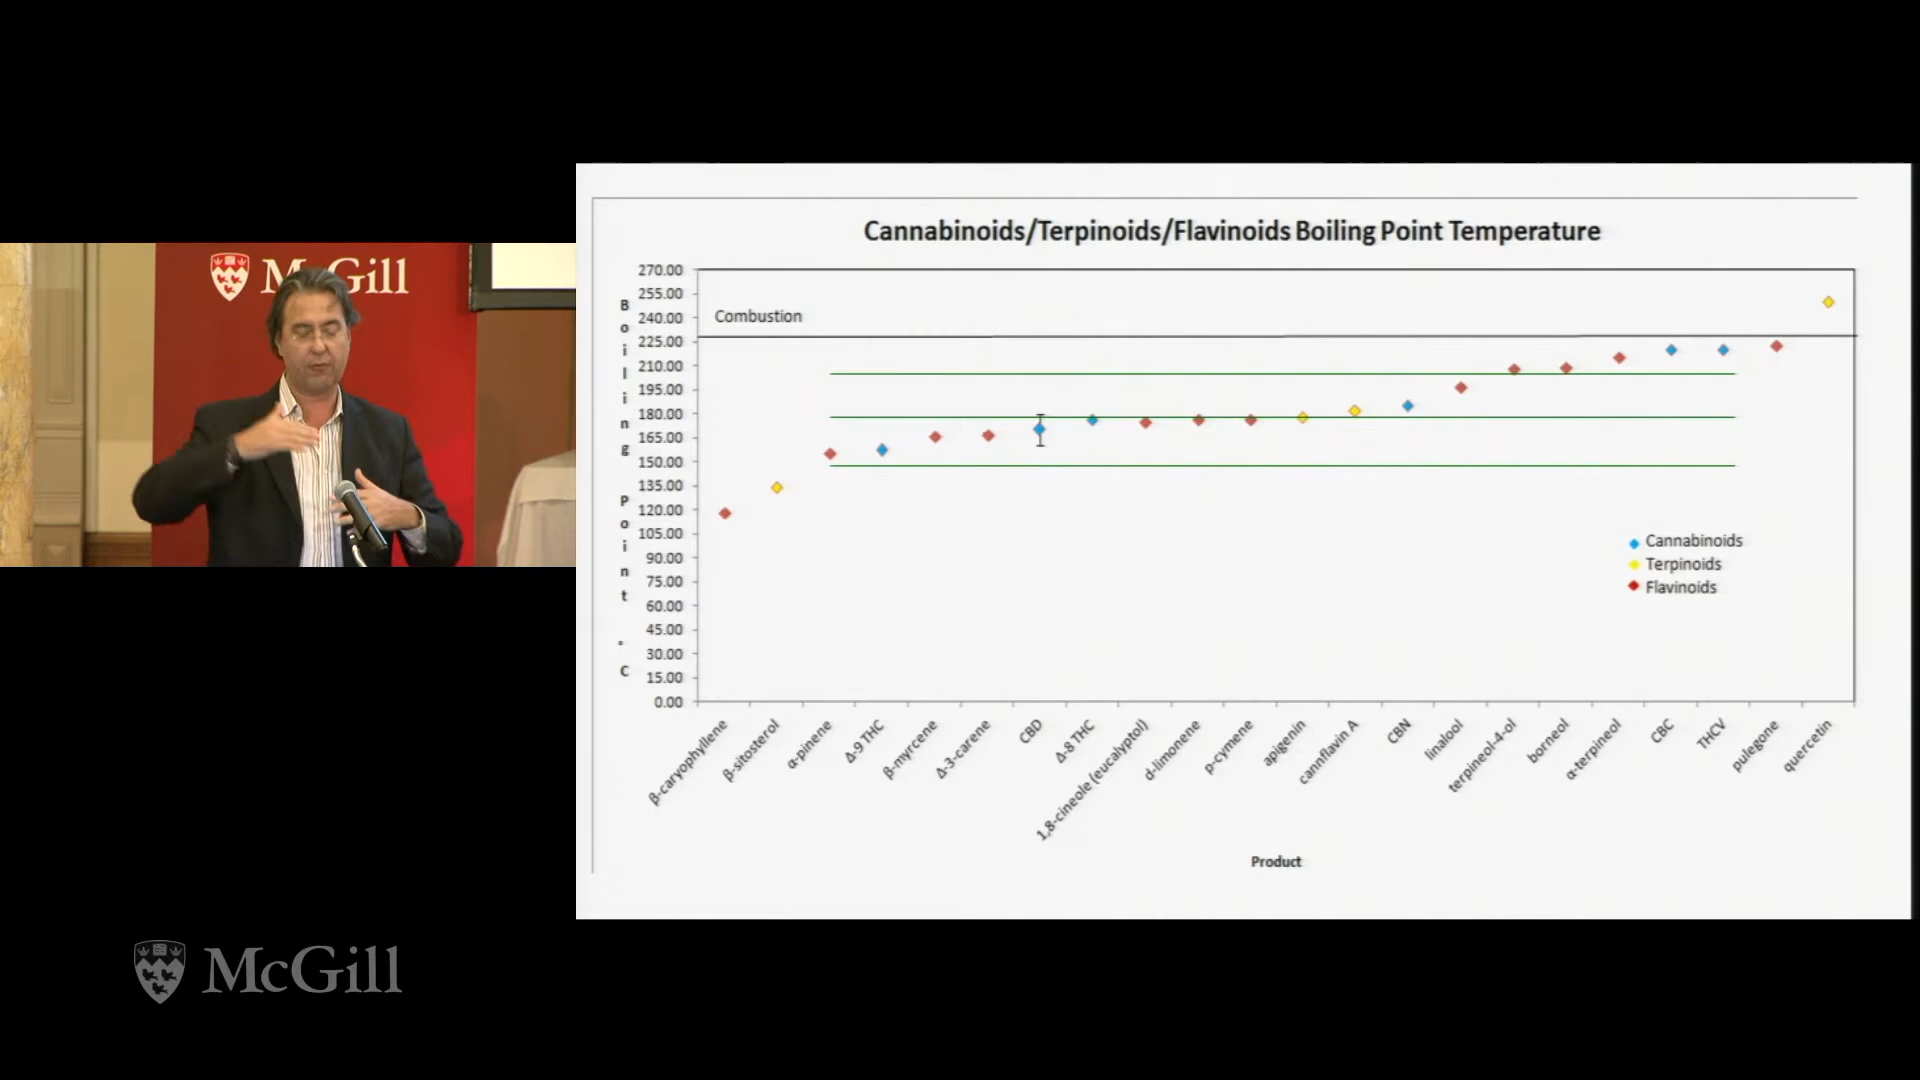 McGill
Cannabinoids/Terpinoids/Flavinoids Boiling Point Temperature
Boiling Point °C
270.00
255.00
240.00
225.00
210.00
195.00
180.00
165.00
150.00
135.00
120.00
105.00
90.00
75.00
60.00
45.00
30.00
15.00
0.00
Combustion
Cannabinoids
Terpinoids
Flavinoids
β-caryophyllene
β-sitosterol
α-pinene
Δ-9 THC
β-myrcene
Δ-3-carene
CBD
Δ-8 THC
1,8-cineole (eucalyptol)
d-limonene
p-cymene
apigenin
cannflavin A
CBN
linalool
terpineol-4-ol
borneol
α-terpineol
CBC
THCV
pulegone
quercetin
Product
McGill